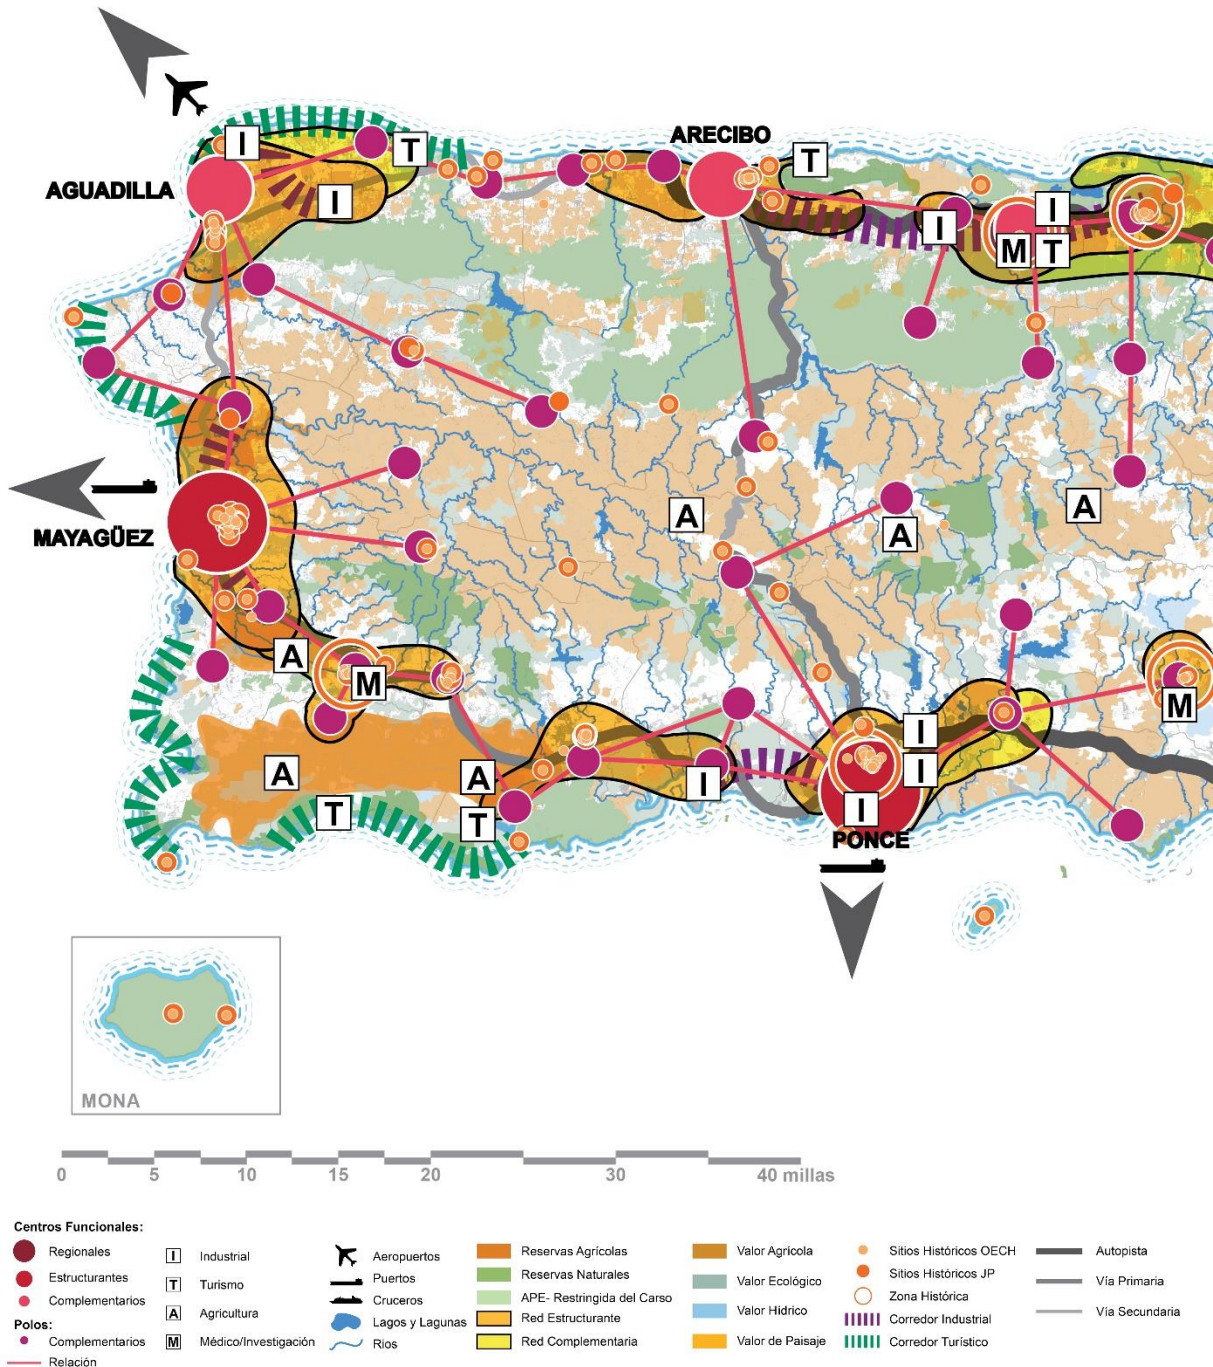 ARECIBO
I
T
T
AGUADILLA
I
I
I
M
T
A
A
A
MAYAGÜEZ
A
M
M
I
A
A
I
I
T
T
I
PONCE
MONA
0 5 10 15 20 30 40 millas
Centros Funcionales:
Regionales
Estructurantes
Complementarios
Polos:
Complementarios
Relación
I Industrial
T Turismo
A Agricultura
M Médico/Investigación
Aeropuertos
Puertos
Cruceros
Lagos y Lagunas
Rios
Reservas Agrícolas
Reservas Naturales
APE- Restringida del Carso
Red Estructurante
Red Complementaria
Valor Agrícola
Valor Ecológico
Valor Hídrico
Valor de Paisaje
Sitios Históricos OECH
Sitios Históricos JP
Zona Histórica
Corredor Industrial
Corredor Turístico
Autopista
Vía Primaria
Vía Secundaria